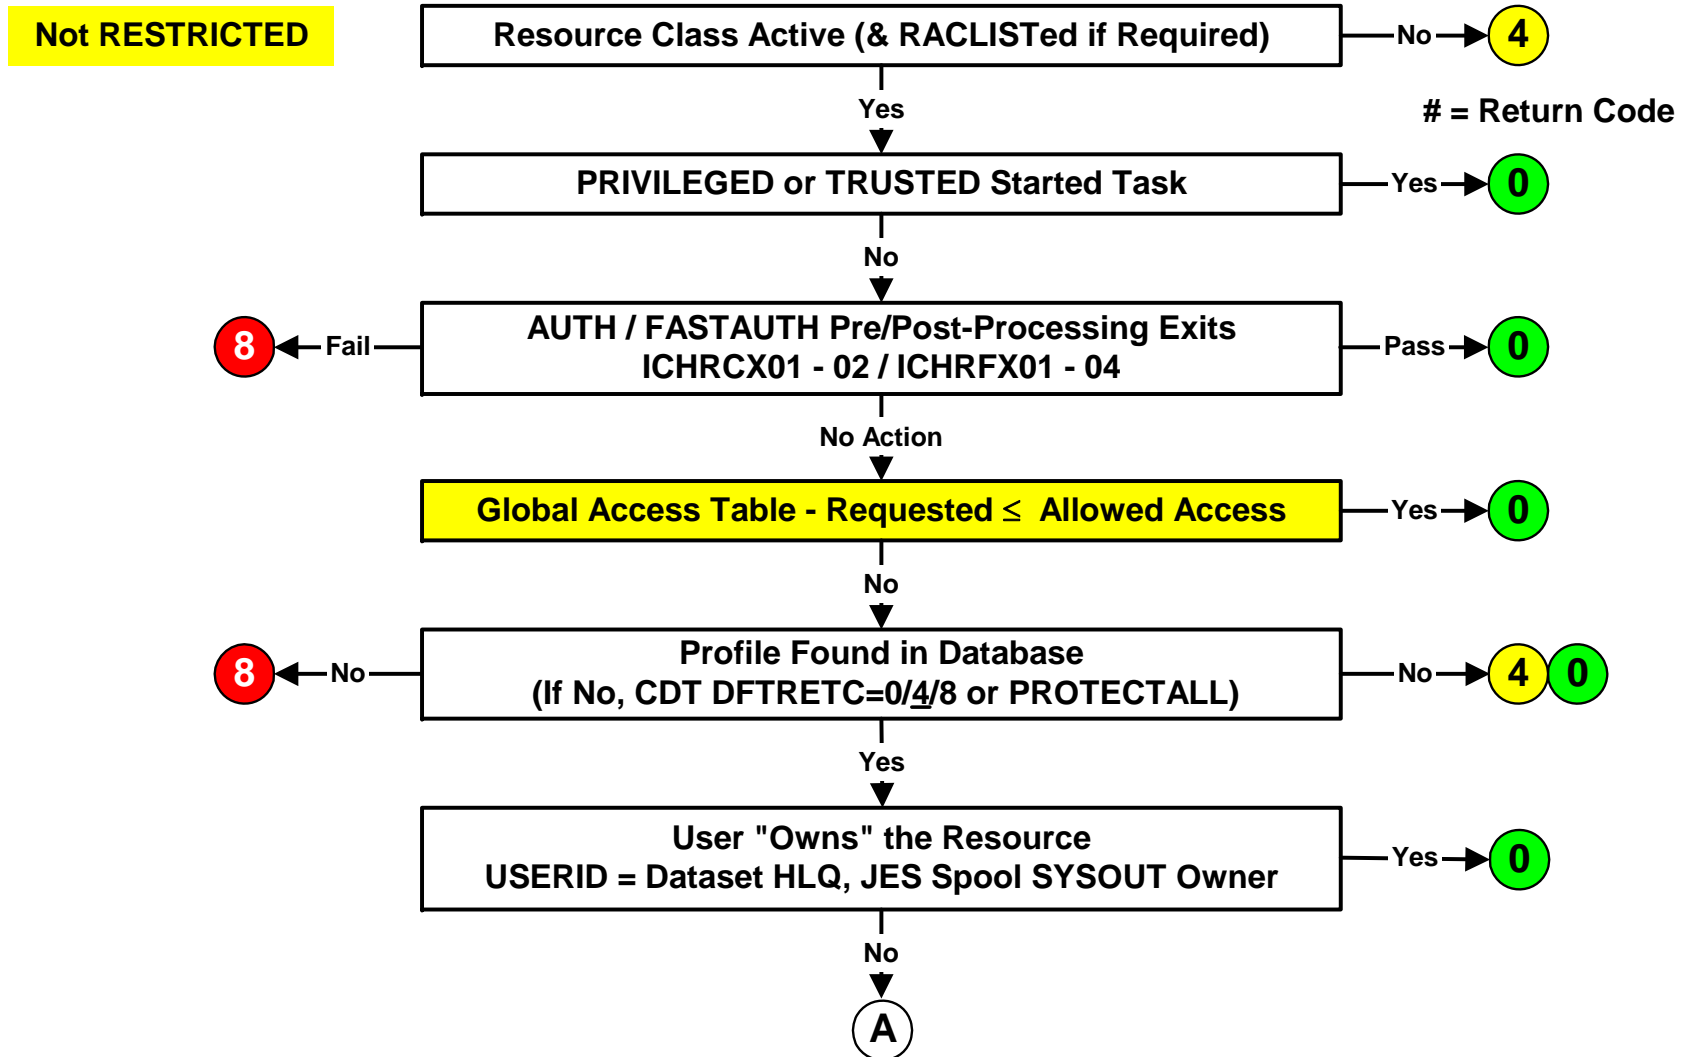 Not RESTRICTED
Resource Class Active (& RACLISTed if Required)
No
4
# = Return Code
Yes
PRIVILEGED or TRUSTED Started Task
Yes
0
No
8
Fail
AUTH / FASTAUTH Pre/Post-Processing Exits
ICHRCX01 - 02 / ICHRFX01 - 04
Pass
0
No Action
Global Access Table - Requested ≤ Allowed Access
Yes
0
No
8
No
Profile Found in Database
(If No, CDT DFTRETC=0/4/8 or PROTECTALL)
No
4
0
Yes
User "Owns" the Resource
USERID = Dataset HLQ, JES Spool SYSOUT Owner
Yes
0
No
A